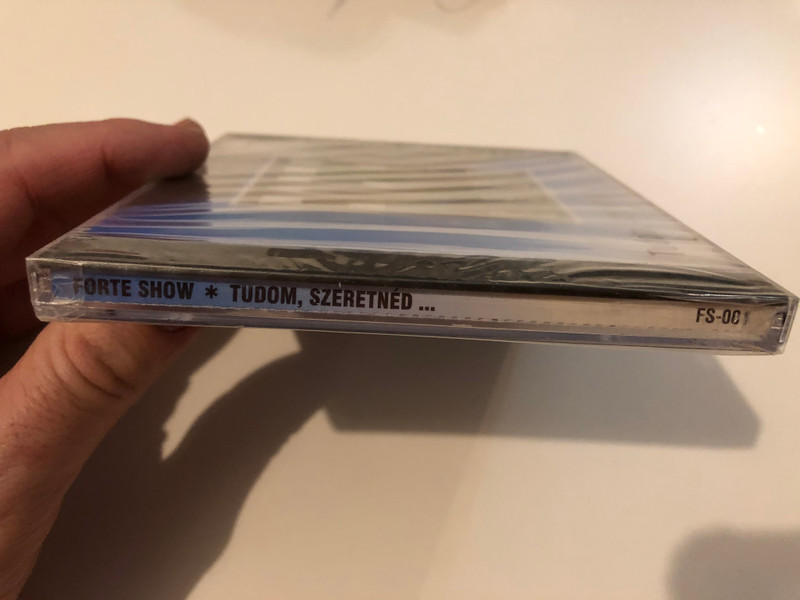 FORTE SHOW * TUDOM, SZERETNÉD ... FS-001